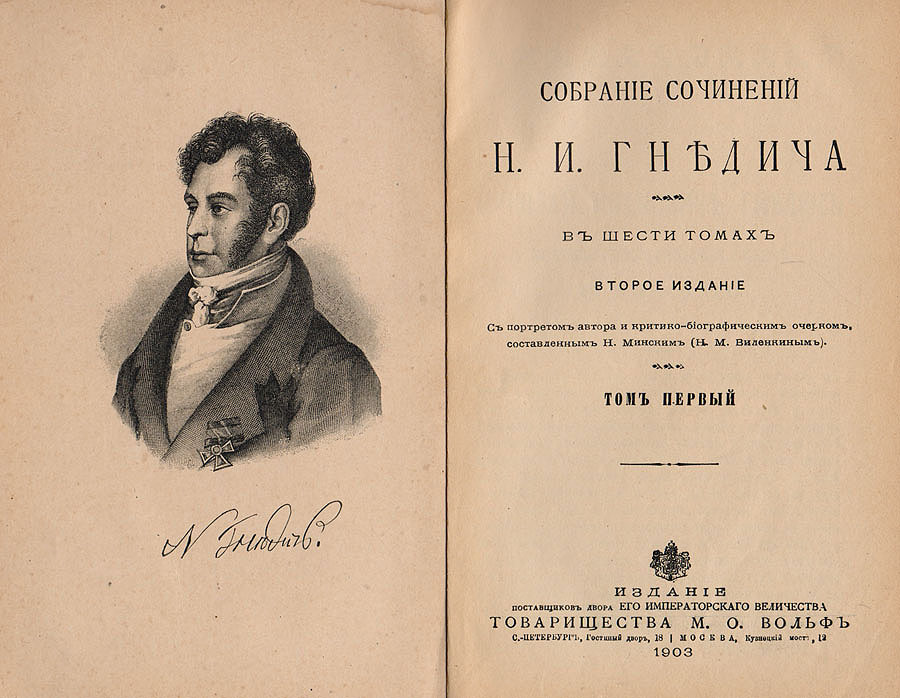 N Гнѣдичъ.
СОБРАНІЕ СОЧИНЕНІЙ
Н. И. ГНѢДИЧА
ВЪ ШЕСТИ ТОМАХЪ
ВТОРОЕ ИЗДАНІЕ
Съ портретомъ автора и критико-біографическимъ очеркомъ,
составленнымъ Н. Минскимъ (Н. М. Виленкинымъ).
ТОМЪ ПЕРВЫЙ
ИЗДАНІЕ
ПОСТАВЩИКОВЪ ДВОРА ЕГО ИМПЕРАТОРСКАГО ВЕЛИЧЕСТВА
ТОВАРИЩЕСТВА М. О. ВОЛЬФЪ
С.-ПЕТЕРБУРГЪ, Гостиный дворъ, 18 | МОСКВА, Кузнецкій мостъ, 12
1903